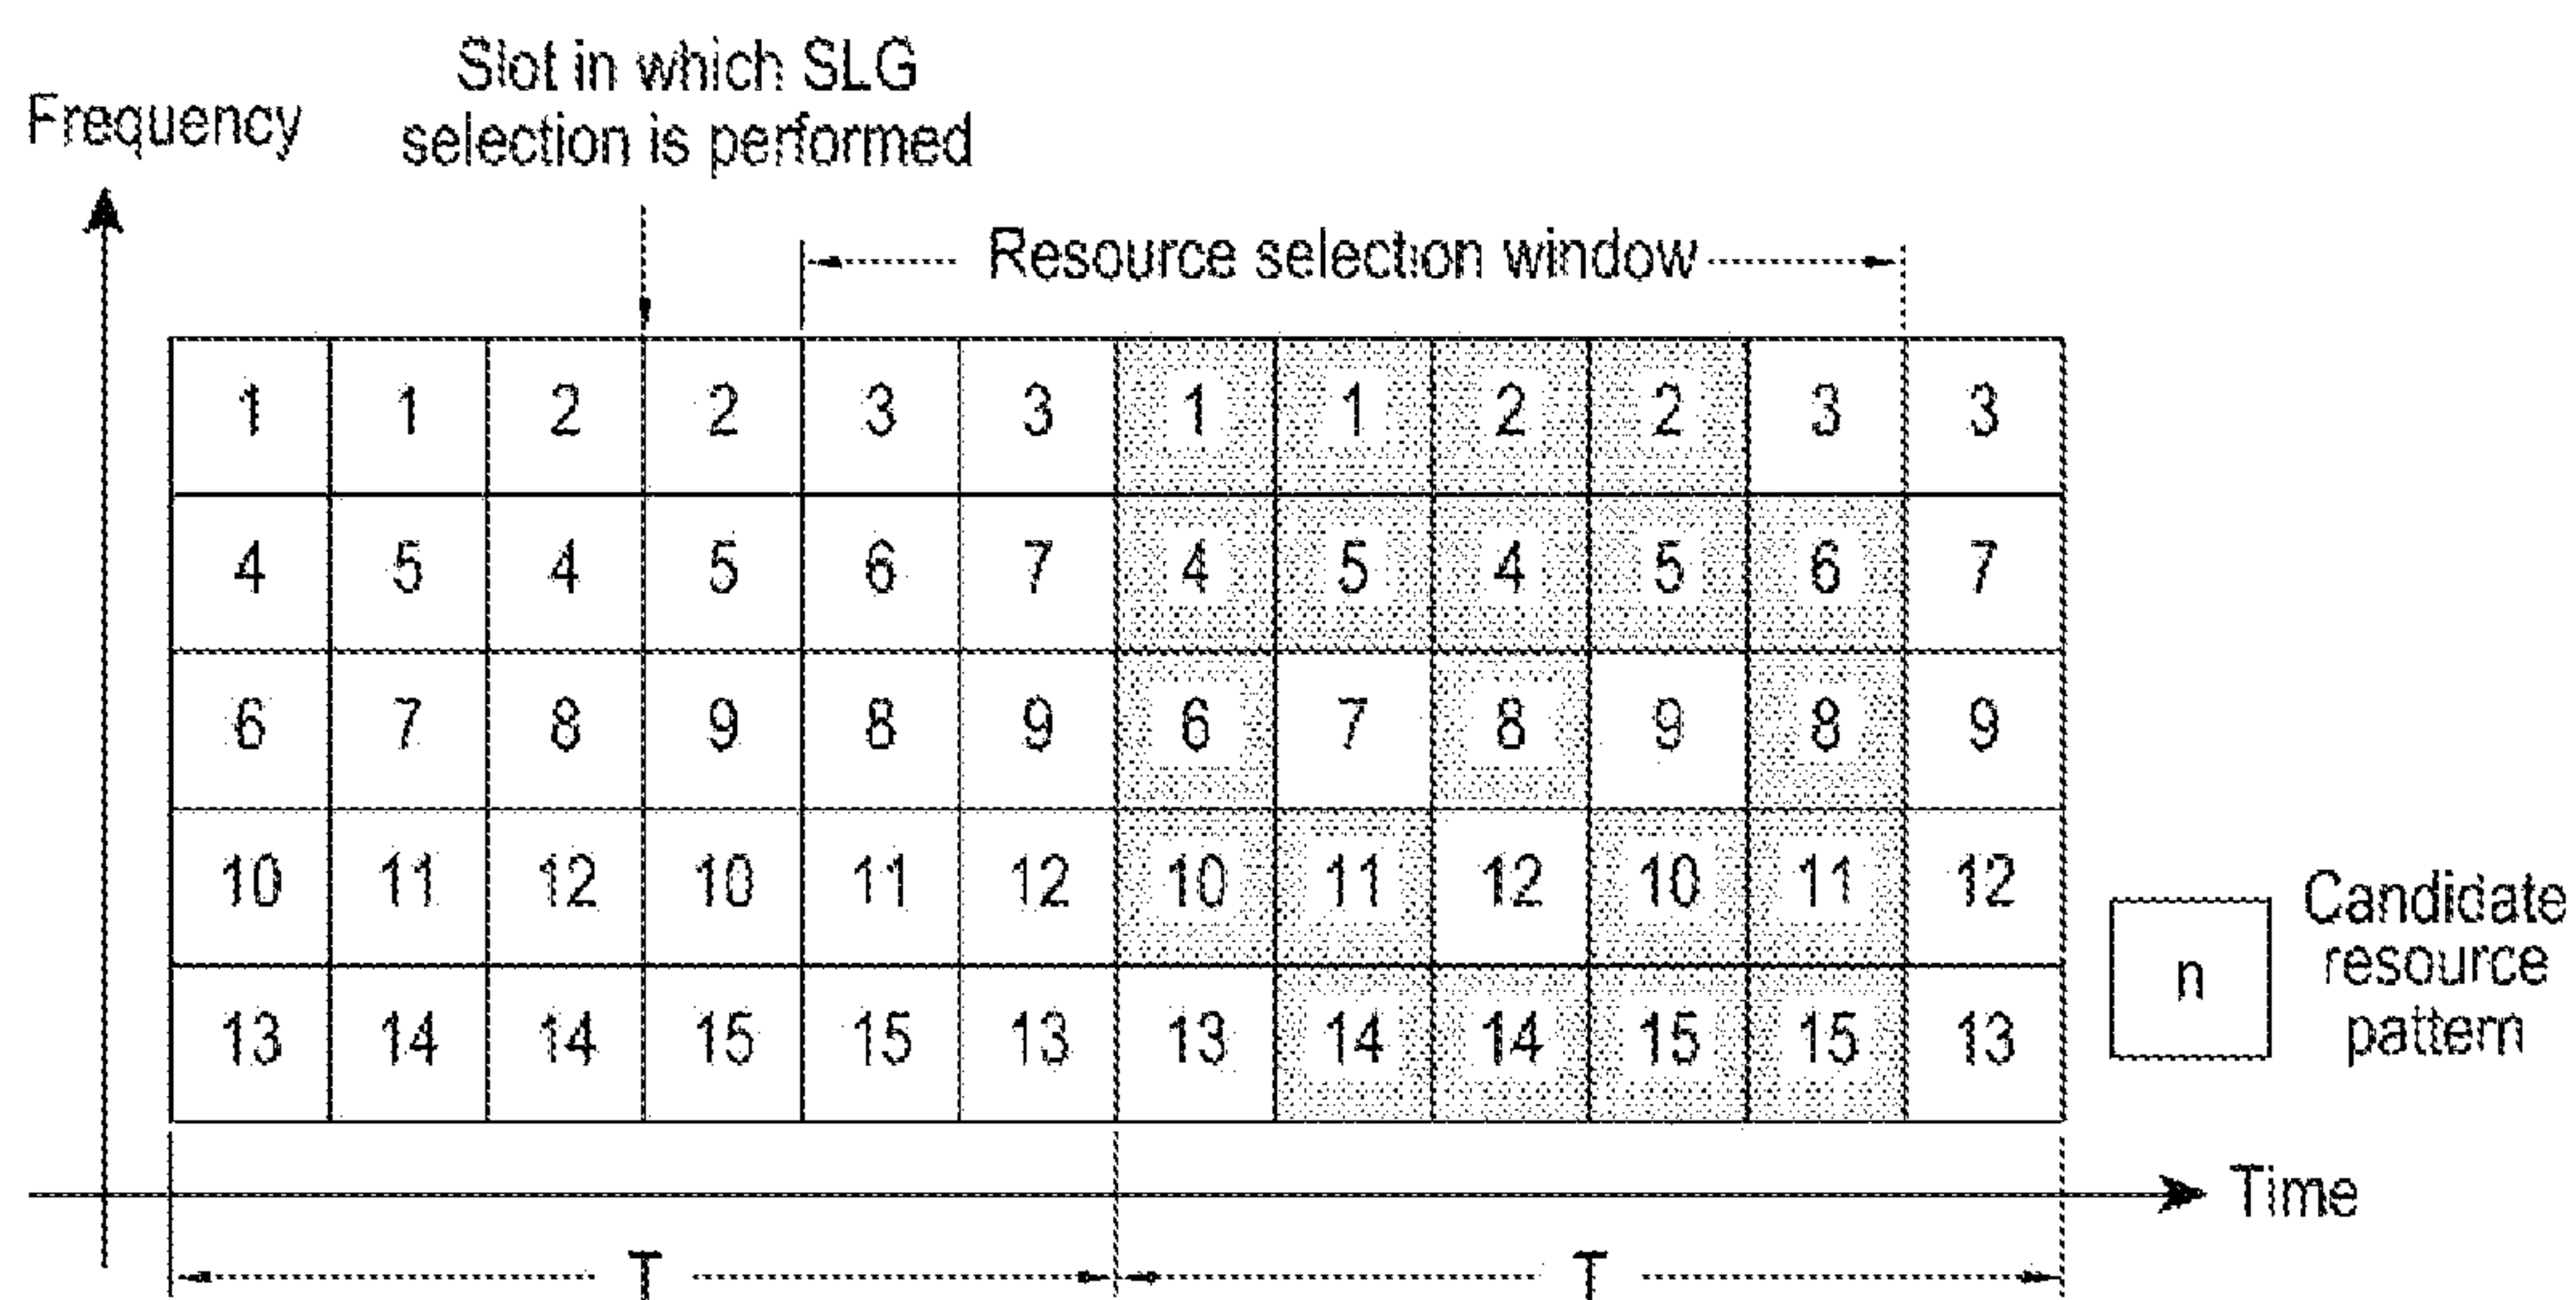 Slot in which SLG
selection is performed
Frequency
Resource selection window
1 1 2 2 3 3 1 1 2 2 3 3
4 5 4 5 6 7 4 5 4 5 6 7
6 7 8 9 8 9 6 7 8 9 8 9
10 11 12 10 11 12 10 11 12 10 11 12
13 14 14 15 15 13 13 14 14 15 15 13
n
Candidate
resource
pattern
Time
T T